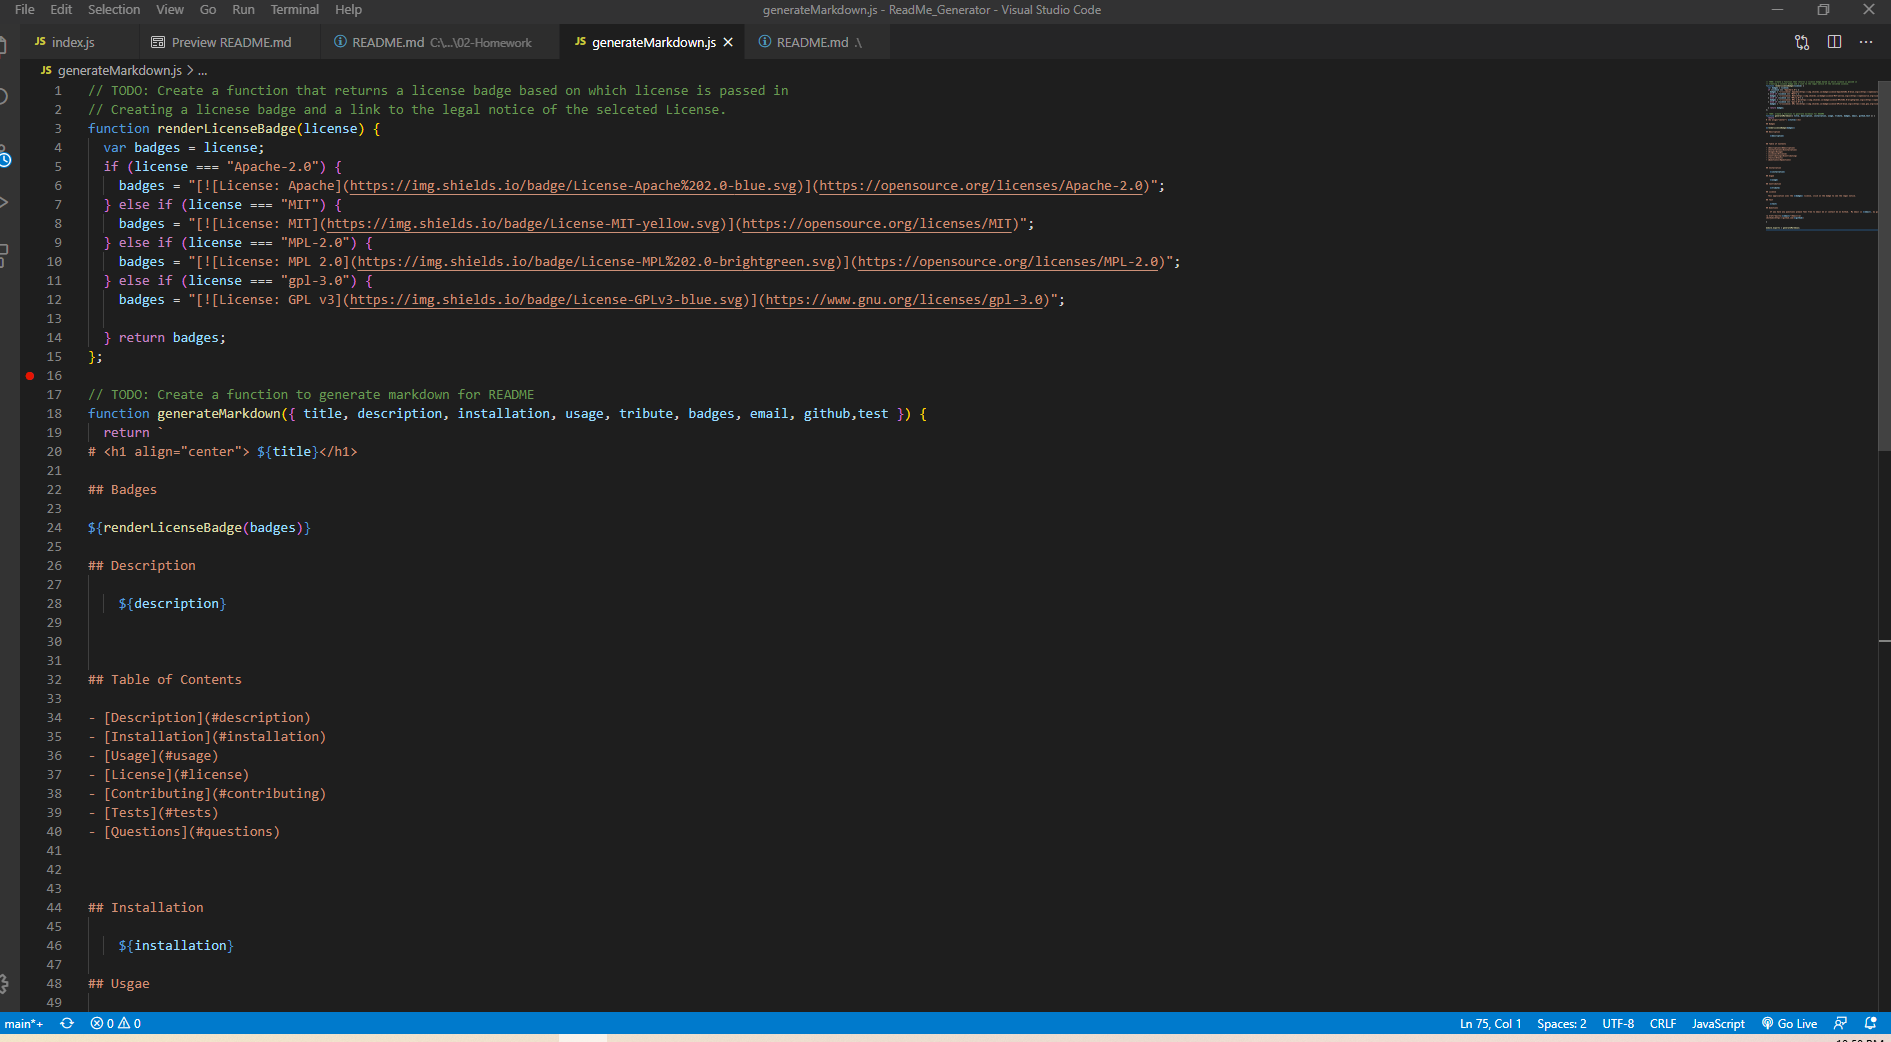 File Edit Selection View Go Run Terminal Help generateMarkdown.js - ReadMe_Generator - Visual Studio Code
JS index.js Preview README.md README.md C:\...\02-Homework JS generateMarkdown.js README.md .\
JS generateMarkdown.js > ...
1 // TODO: Create a function that returns a license badge based on which license is passed in
2 // Creating a licnese badge and a link to the legal notice of the selceted License.
3 function renderLicenseBadge(license) {
4 var badges = license;
5 if (license === "Apache-2.0") {
6 badges = "[![License: Apache](https://img.shields.io/badge/License-Apache%202.0-blue.svg)](https://opensource.org/licenses/Apache-2.0)";
7 } else if (license === "MIT") {
8 badges = "[![License: MIT](https://img.shields.io/badge/License-MIT-yellow.svg)](https://opensource.org/licenses/MIT)";
9 } else if (license === "MPL-2.0") {
10 badges = "[![License: MPL 2.0](https://img.shields.io/badge/License-MPL%202.0-brightgreen.svg)](https://opensource.org/licenses/MPL-2.0)";
11 } else if (license === "gpl-3.0") {
12 badges = "[![License: GPL v3](https://img.shields.io/badge/License-GPLv3-blue.svg)](https://www.gnu.org/licenses/gpl-3.0)";
13
14 } return badges;
15 };
16
17 // TODO: Create a function to generate markdown for README
18 function generateMarkdown({ title, description, installation, usage, tribute, badges, email, github,test }) {
19 return `
20 # <h1 align="center"> ${title}</h1>
21
22 ## Badges
23
24 ${renderLicenseBadge(badges)}
25
26 ## Description
27
28 ${description}
29
30
31
32 ## Table of Contents
33
34 - [Description](#description)
35 - [Installation](#installation)
36 - [Usage](#usage)
37 - [License](#license)
38 - [Contributing](#contributing)
39 - [Tests](#tests)
40 - [Questions](#questions)
41
42
43
44 ## Installation
45
46 ${installation}
47
48 ## Usgae
49
main*+ 0 0 Ln 75, Col 1 Spaces: 2 UTF-8 CRLF JavaScript Go Live